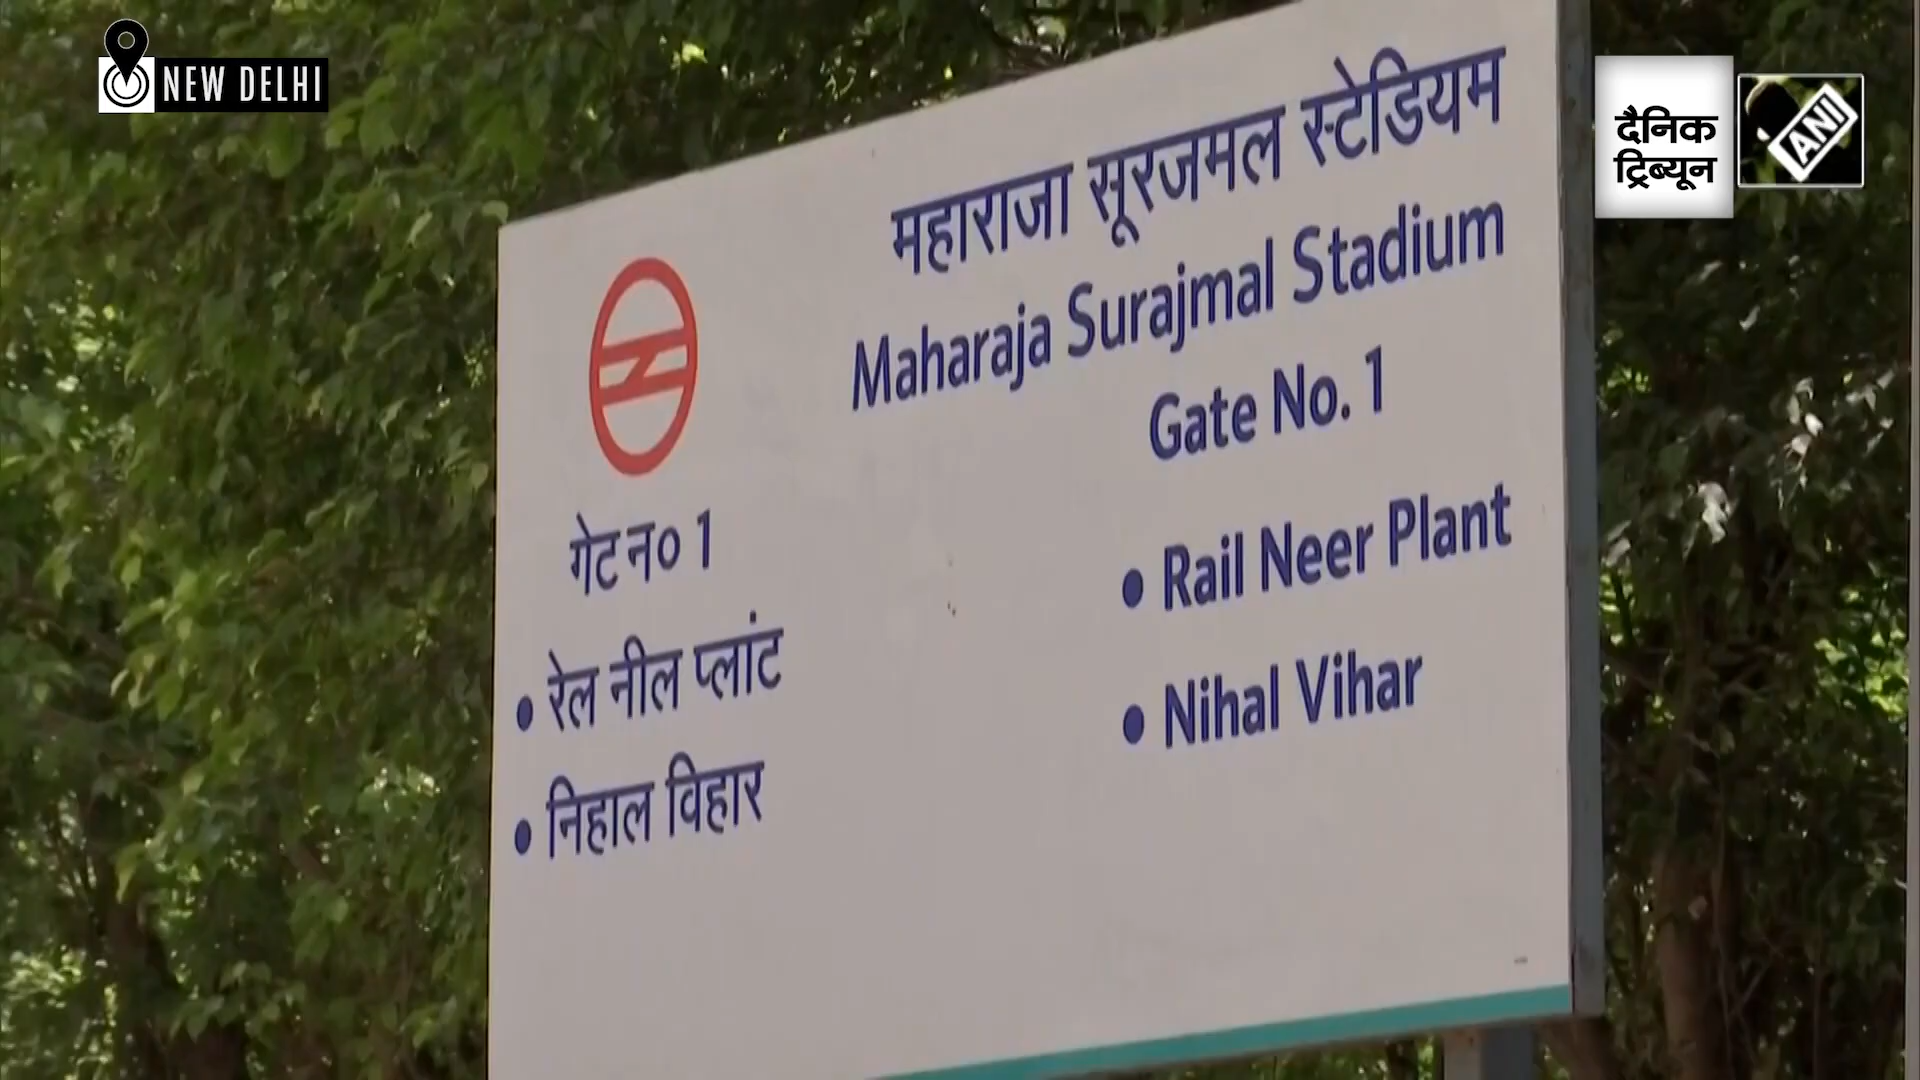 NEW DELHI
दैनिक
ट्रिब्यून
ANI
महाराजा सूरजमल स्टेडियम
Maharaja Surajmal Stadium
Gate No. 1
गेट न० 1
• रेल नील प्लांट
• निहाल विहार
• Rail Neer Plant
• Nihal Vihar